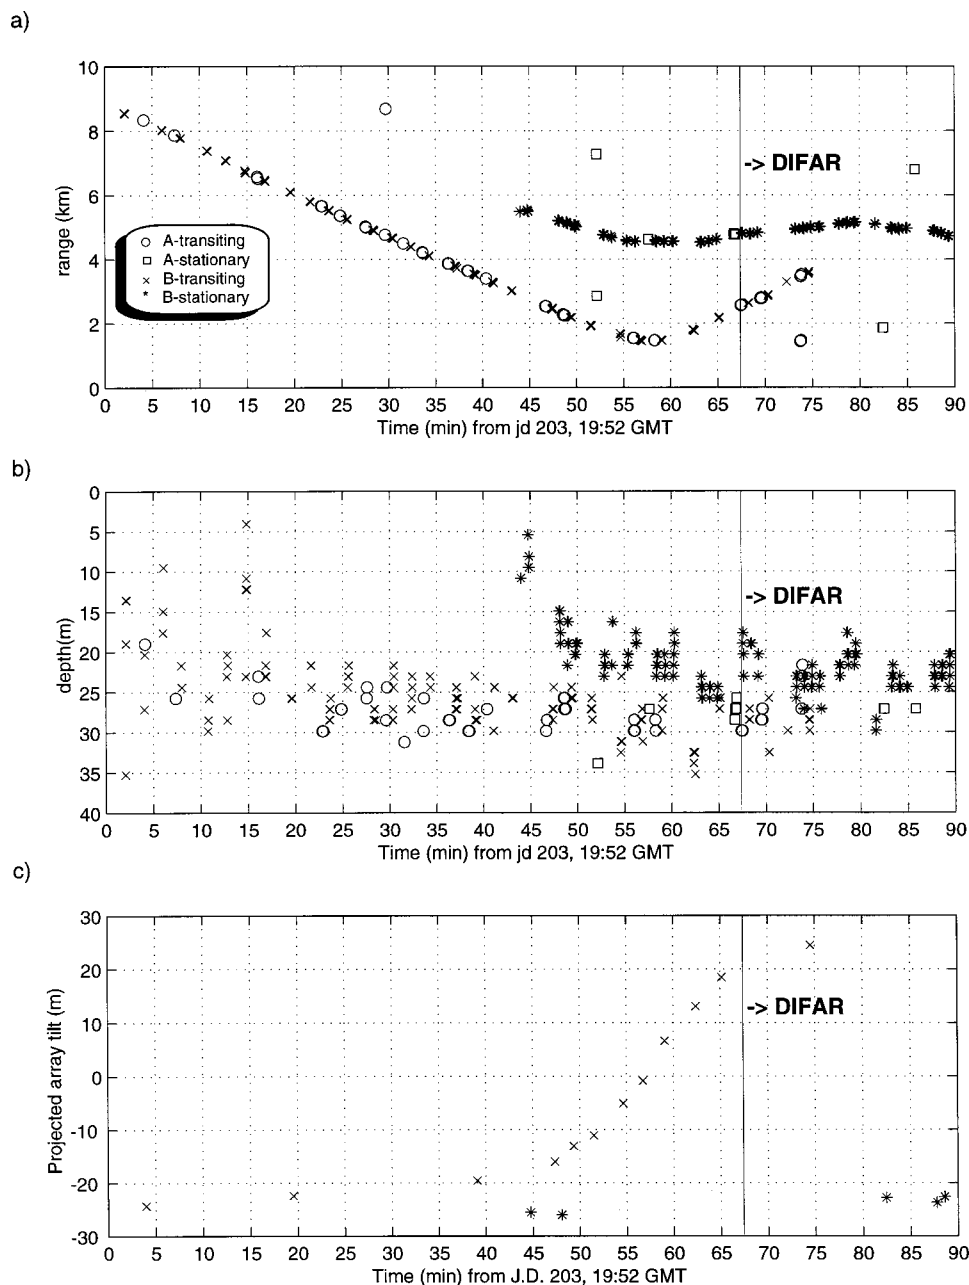 a)
10
8
6
4
2
0
range (km)
○ A-transiting
□ A-stationary
× B-transiting
* B-stationary
-> DIFAR
0 5 10 15 20 25 30 35 40 45 50 55 60 65 70 75 80 85 90
Time (min) from jd 203, 19:52 GMT
b)
0
5
10
15
20
25
30
35
40
depth(m)
-> DIFAR
0 5 10 15 20 25 30 35 40 45 50 55 60 65 70 75 80 85 90
Time (min) from jd 203, 19:52 GMT
c)
30
20
10
0
-10
-20
-30
Projected array tilt (m)
-> DIFAR
0 5 10 15 20 25 30 35 40 45 50 55 60 65 70 75 80 85 90
Time (min) from J.D. 203, 19:52 GMT